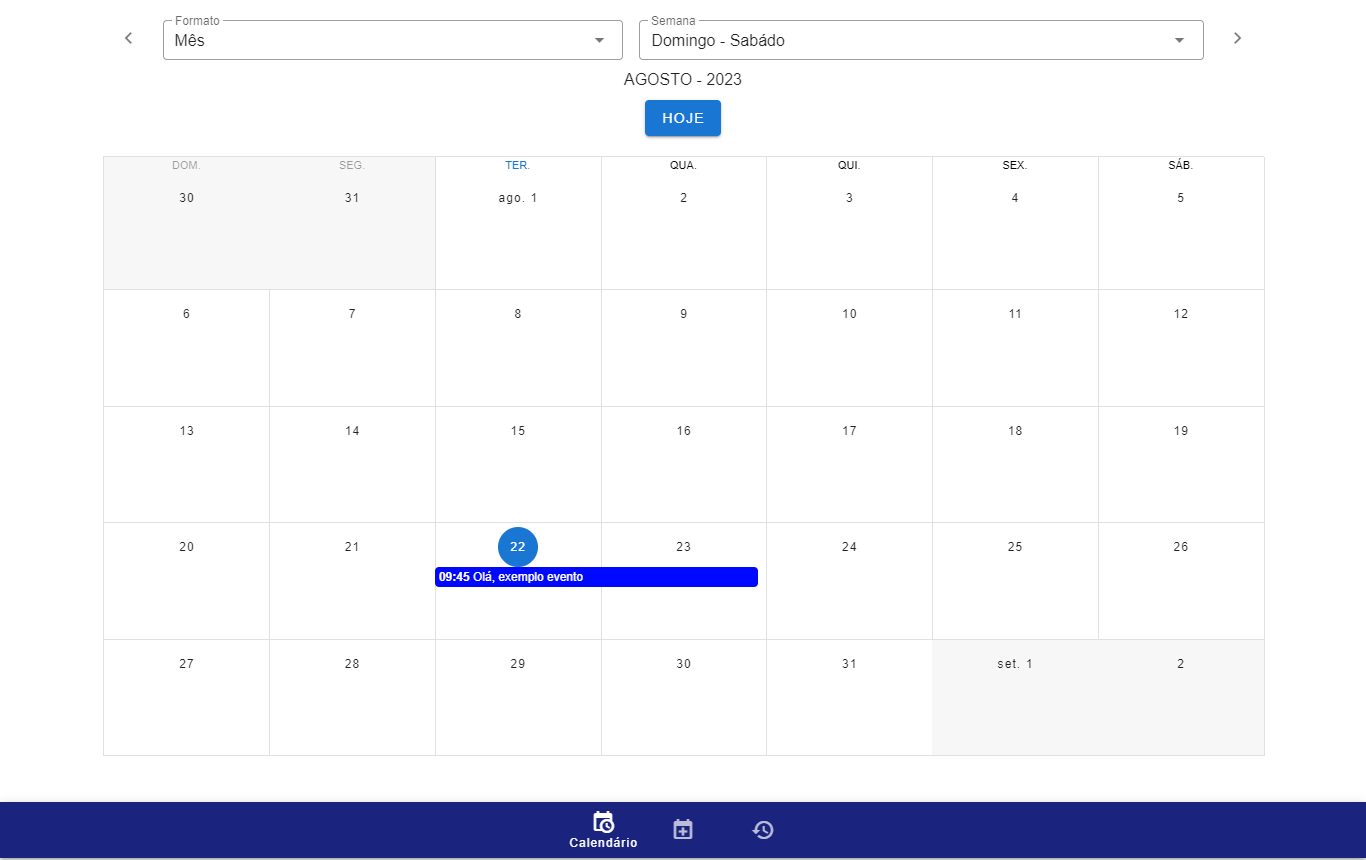 Formato
Mês
Semana
Domingo - Sabádo
AGOSTO - 2023
HOJE
DOM. SEG. TER. QUA. QUI. SEX. SÁB.
30 31 ago. 1 2 3 4 5
6 7 8 9 10 11 12
13 14 15 16 17 18 19
20 21 22 23 24 25 26
09:45 Olá, exemplo evento
27 28 29 30 31 set. 1 2
Calendário